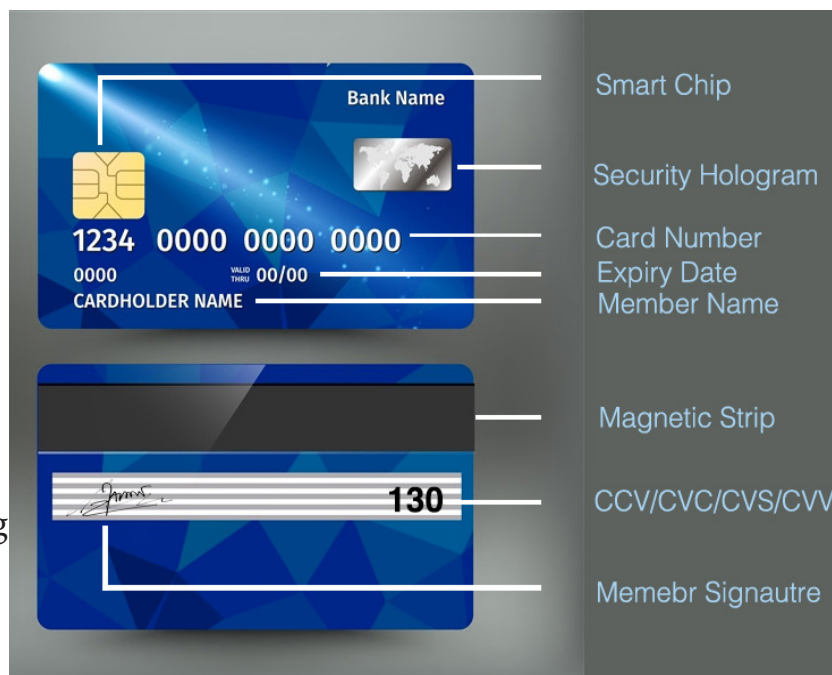 Bank Name
1234 0000 0000 0000
0000 VALID THRU 00/00
CARDHOLDER NAME
Smart Chip
Security Hologram
Card Number
Expiry Date
Member Name
130
Magnetic Strip
CCV/CVC/CVS/CVV
Memebr Signautre
g